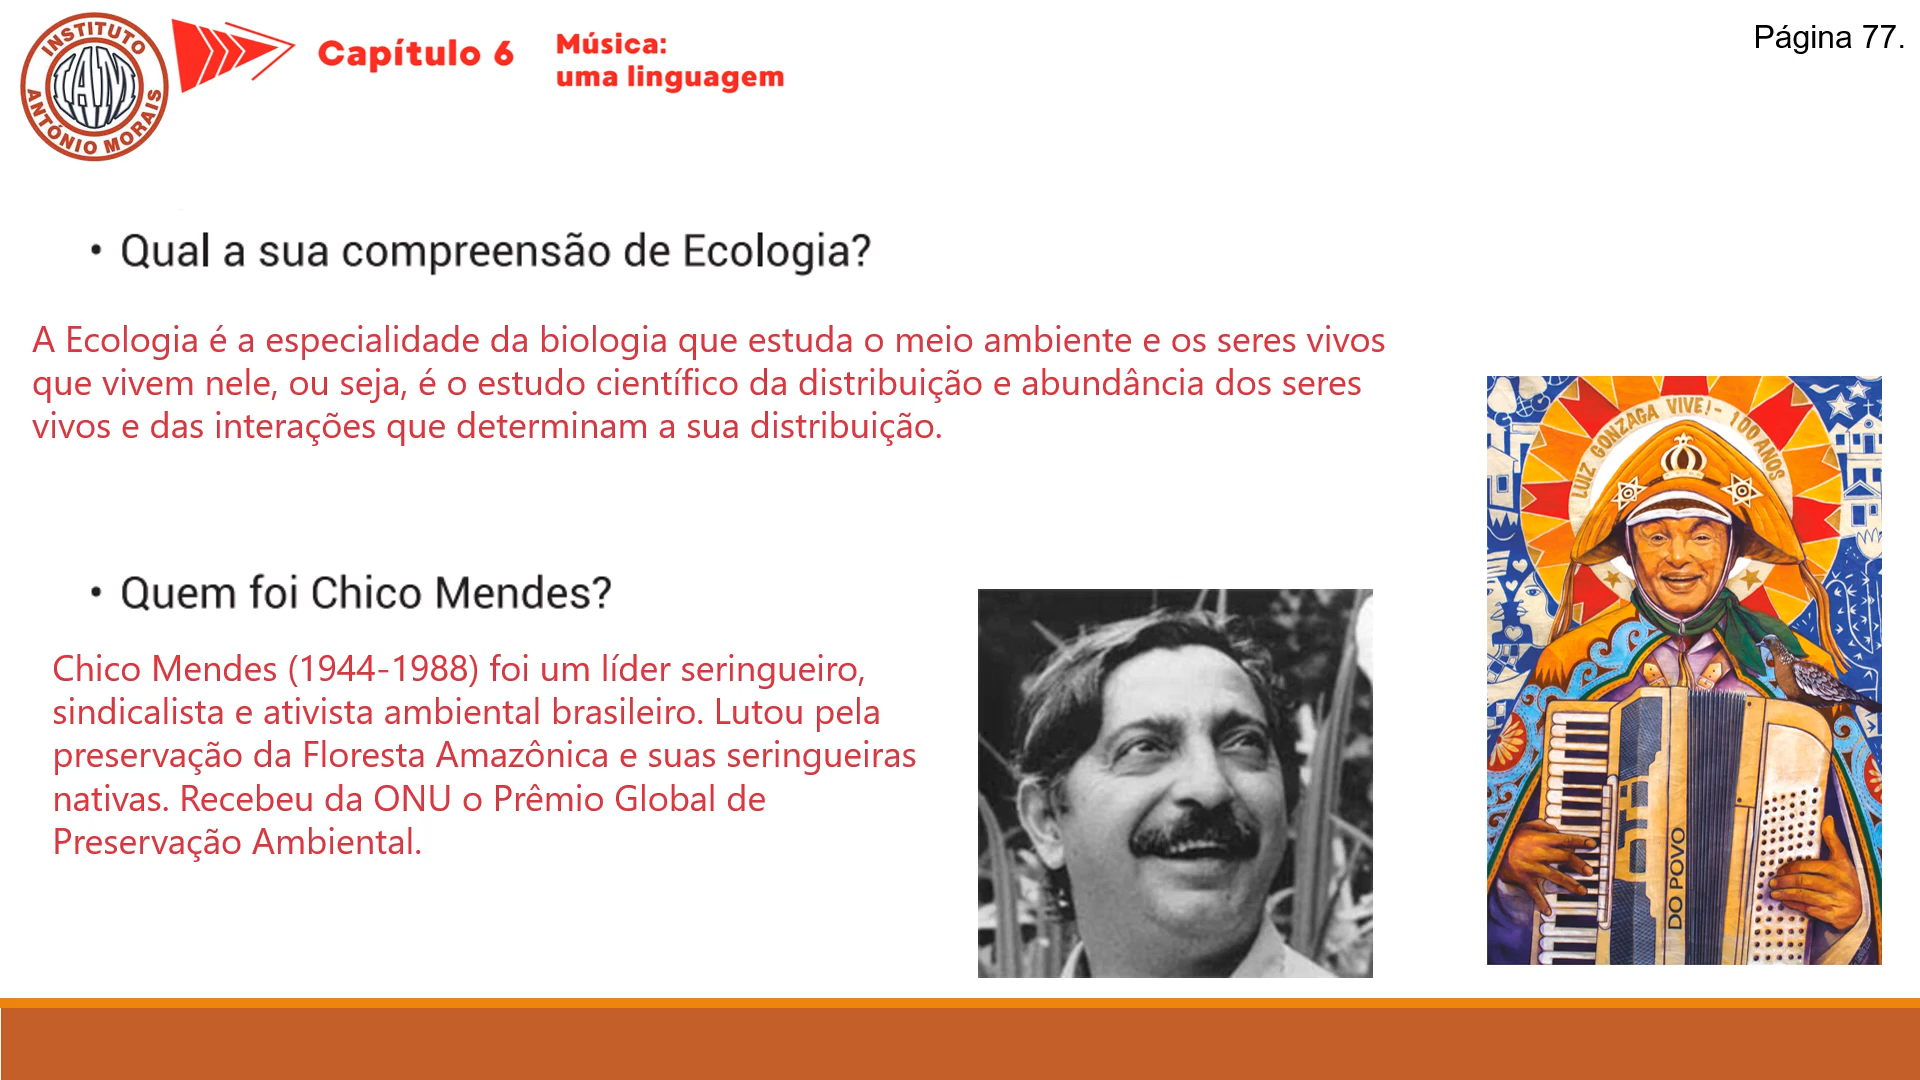 INSTITUTO
IAM
ANTÓNIO MORAIS
Capítulo 6
Música:
uma linguagem
Página 77.
• Qual a sua compreensão de Ecologia?
A Ecologia é a especialidade da biologia que estuda o meio ambiente e os seres vivos
que vivem nele, ou seja, é o estudo científico da distribuição e abundância dos seres
vivos e das interações que determinam a sua distribuição.
LUIZ GONZAGA VIVE! - 100 ANOS
• Quem foi Chico Mendes?
Chico Mendes (1944-1988) foi um líder seringueiro,
sindicalista e ativista ambiental brasileiro. Lutou pela
preservação da Floresta Amazônica e suas seringueiras
nativas. Recebeu da ONU o Prêmio Global de
Preservação Ambiental.
DO POVO